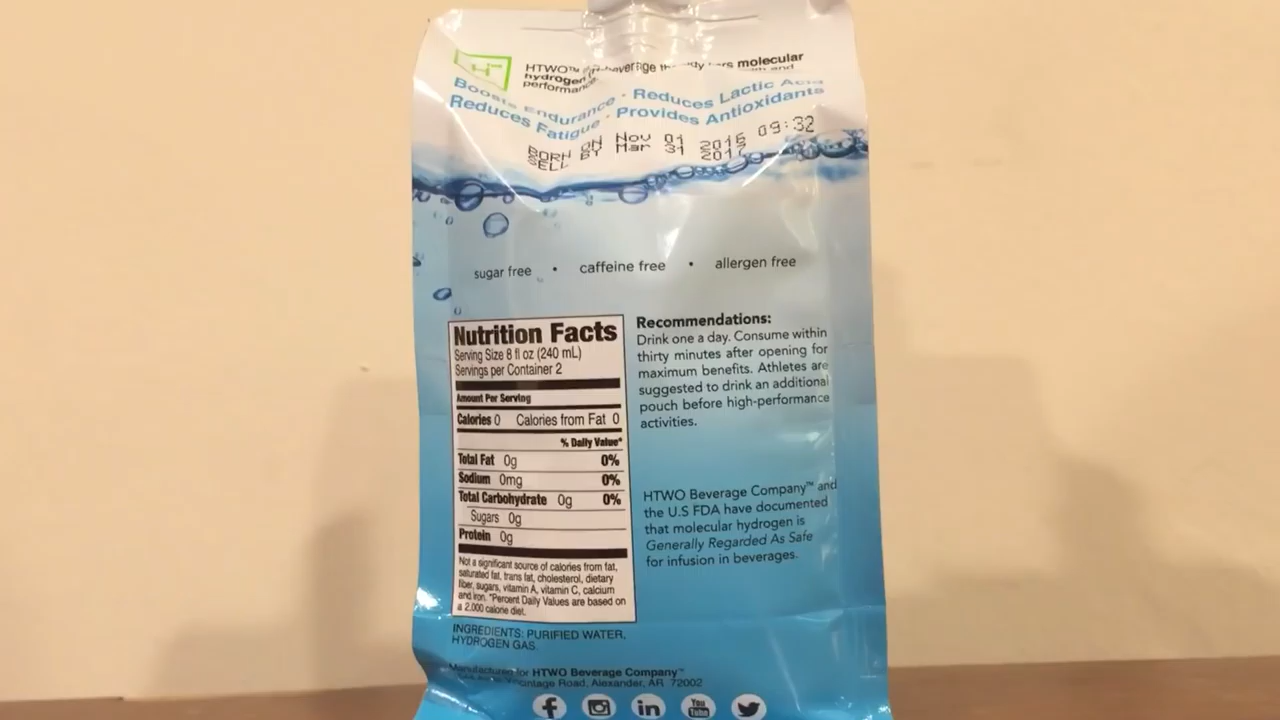 H
HTWO™ beverage molecular
hydrogen and
performance.
Boosts Endurance · Reduces Lactic Acid
Reduces Fatigue · Provides Antioxidants
BORN ON Nov 01 2016 09:32
SELL BY Mar 31 2017
sugar free • caffeine free • allergen free
Nutrition Facts
Serving Size 8 fl oz (240 mL)
Servings per Container 2
Amount Per Serving
Calories 0 Calories from Fat 0
% Daily Value*
Total Fat 0g 0%
Sodium 0mg 0%
Total Carbohydrate 0g 0%
Sugars 0g
Protein 0g
Not a significant source of calories from fat,
saturated fat, trans fat, cholesterol, dietary
fiber, sugars, vitamin A, vitamin C, calcium
and iron. *Percent Daily Values are based on
a 2,000 calorie diet.
Recommendations:
Drink one a day. Consume within
thirty minutes after opening for
maximum benefits. Athletes are
suggested to drink an additional
pouch before high-performance
activities.
HTWO Beverage Company™ and
the U.S FDA have documented
that molecular hydrogen is
Generally Regarded As Safe
for infusion in beverages.
INGREDIENTS: PURIFIED WATER,
HYDROGEN GAS.
Manufactured for HTWO Beverage Company™
Road, Alexander, AR 72002
f in You Tube